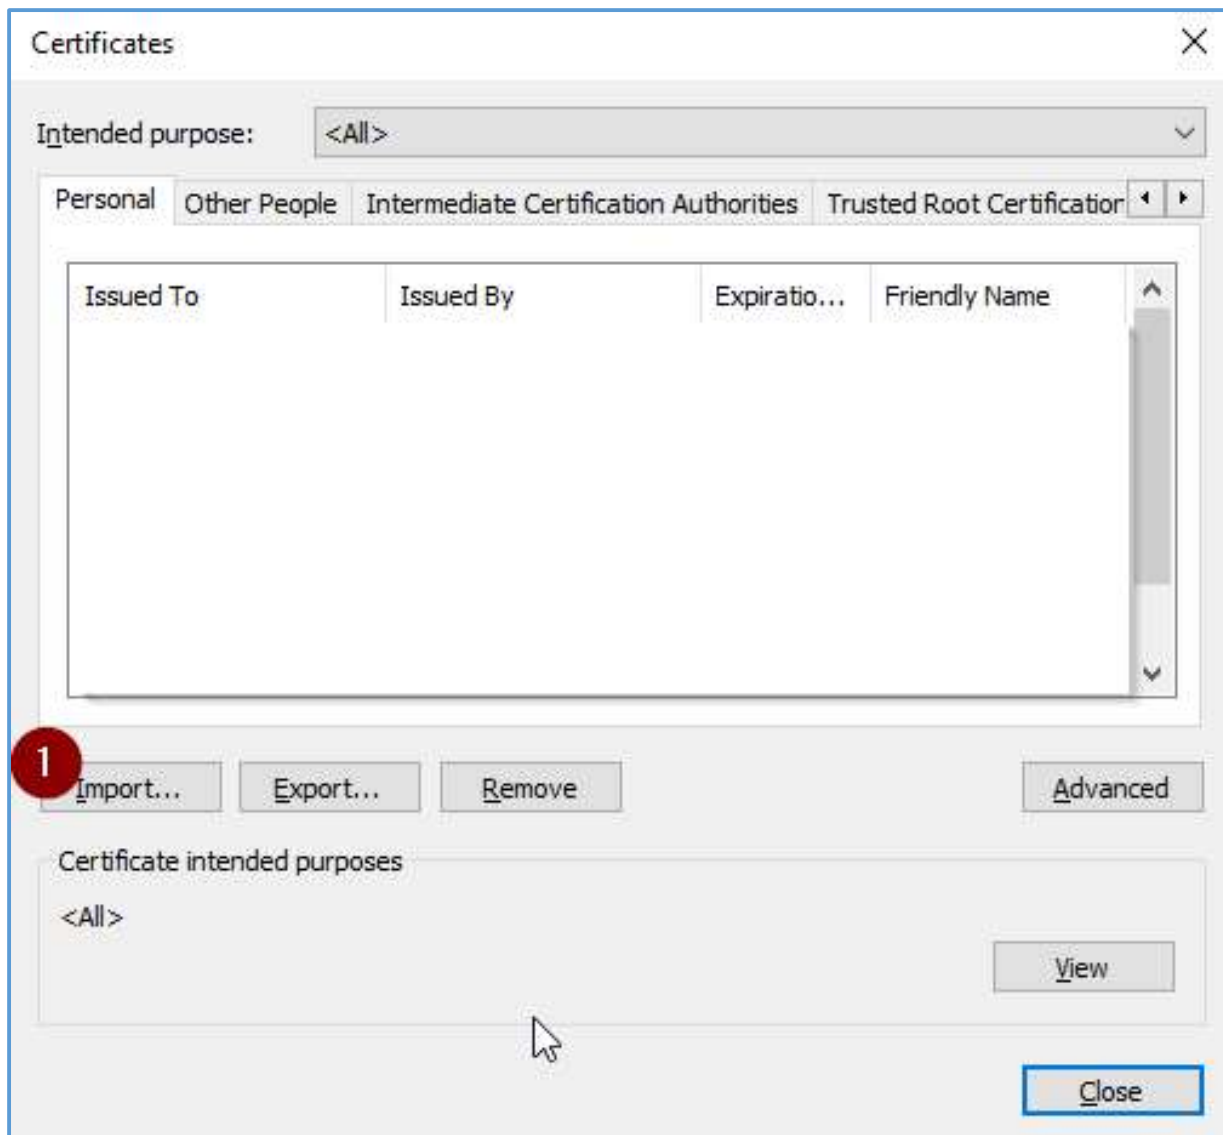 Certificates
Intended purpose: <All>
Personal Other People Intermediate Certification Authorities Trusted Root Certification
Issued To Issued By Expiratio... Friendly Name
1
Import... Export... Remove Advanced
Certificate intended purposes
<All>
View
Close